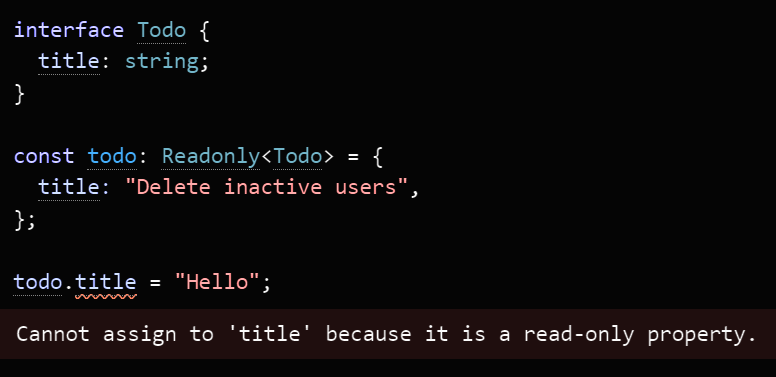 interface Todo {
  title: string;
}
const todo: Readonly<Todo> = {
  title: "Delete inactive users",
};
todo.title = "Hello";
Cannot assign to 'title' because it is a read-only property.